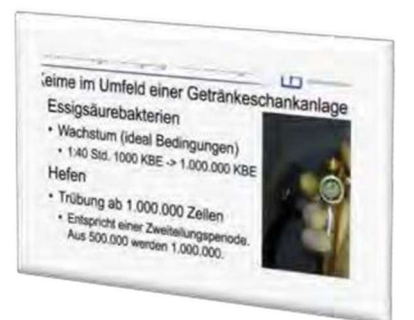 Keime im Umfeld einer Getränkeschankanlage
Essigsäurebakterien
• Wachstum (ideal Bedingungen)
• 1:40 Std. 1000 KBE -> 1.000.000 KBE
Hefen
• Trübung ab 1.000.000 Zellen
• Entspricht einer Zweiteilungsperiode.
Aus 500.000 werden 1.000.000.